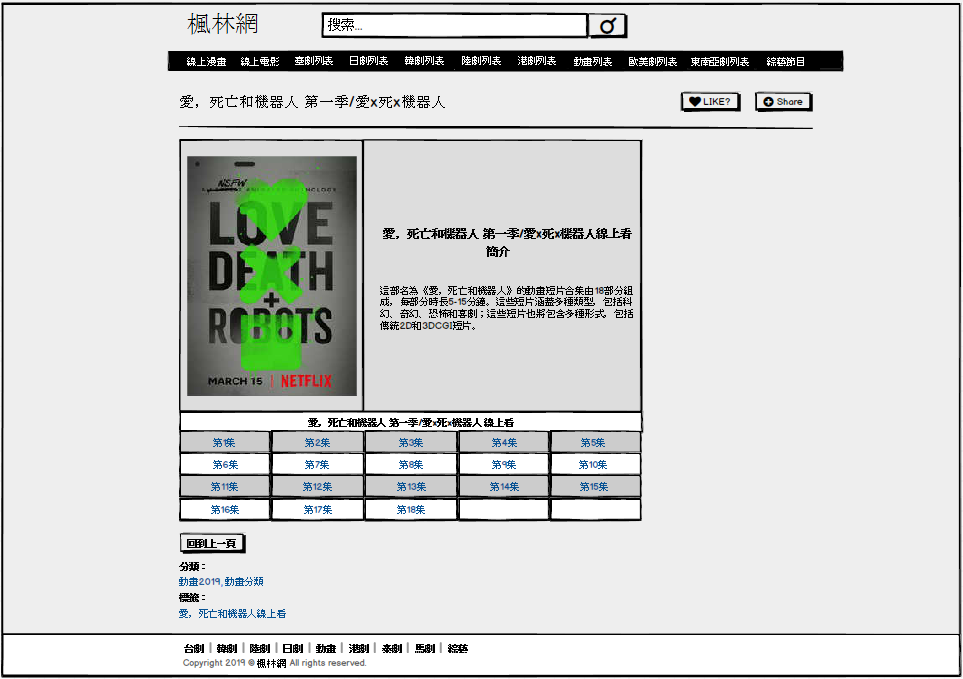 楓林網
搜索...
線上漫畫 線上電影 臺劇列表 日劇列表 韓劇列表 陸劇列表 港劇列表 動畫列表 歐美劇列表 東南亞劇列表 綜藝節目
愛，死亡和機器人 第一季/愛x死x機器人
LIKE? Share
NSFW
ANIMATED ANTHOLOGY
LOVE
DEATH
+
ROBOTS
MARCH 15 | NETFLIX
愛，死亡和機器人 第一季/愛x死x機器人線上看
簡介
這部名為《愛，死亡和機器人》的動畫短片合集由18部分組
成，每部分時長5-15分鐘。這些短片涵蓋多種類型，包括科
幻、奇幻、恐怖和喜劇；這些短片也將包含多種形式，包括
傳統2D和3DCGI短片。
愛，死亡和機器人 第一季/愛x死x機器人 線上看
第1集 第2集 第3集 第4集 第5集
第6集 第7集 第8集 第9集 第10集
第11集 第12集 第13集 第14集 第15集
第16集 第17集 第18集
回到上一頁
分類：
動畫2019, 動畫分類
標籤：
愛，死亡和機器人線上看
台劇 | 韓劇 | 陸劇 | 日劇 | 動畫 | 港劇 | 泰劇 | 馬劇 | 綜藝
Copyright 2019 © 楓林網 All rights reserved.